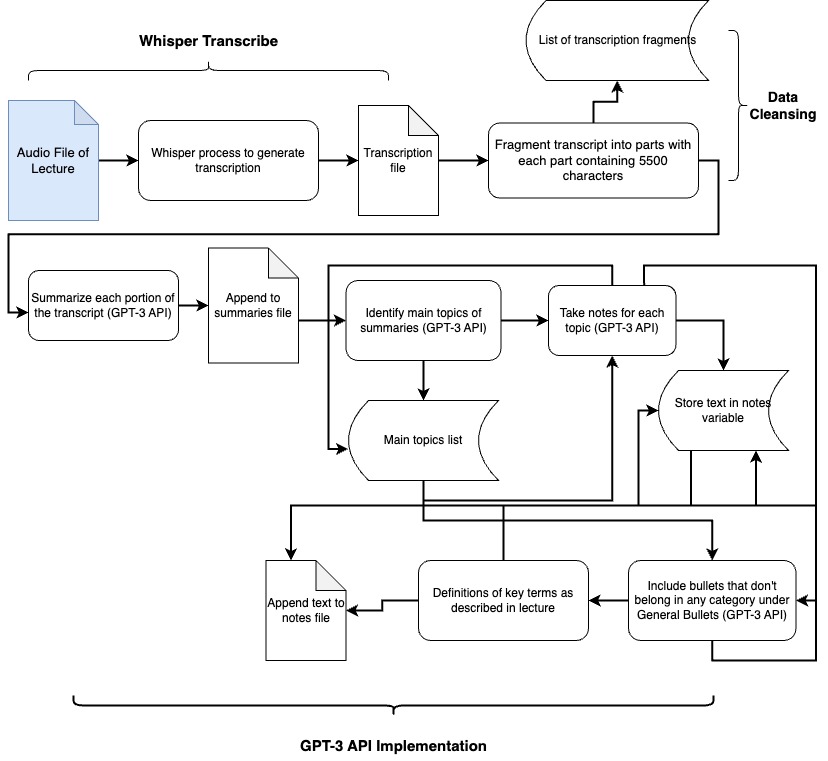 Whisper Transcribe
List of transcription fragments
Data
Cleansing
Audio File of
Lecture
Whisper process to generate
transcription
Transcription
file
Fragment transcript into parts with
each part containing 5500
characters
Summarize each portion of
the transcript (GPT-3 API)
Append to
summaries file
Identify main topics of
summaries (GPT-3 API)
Take notes for each
topic (GPT-3 API)
Main topics list
Store text in notes
variable
Append text to
notes file
Definitions of key terms as
described in lecture
Include bullets that don't
belong in any category under
General Bullets (GPT-3 API)
GPT-3 API Implementation